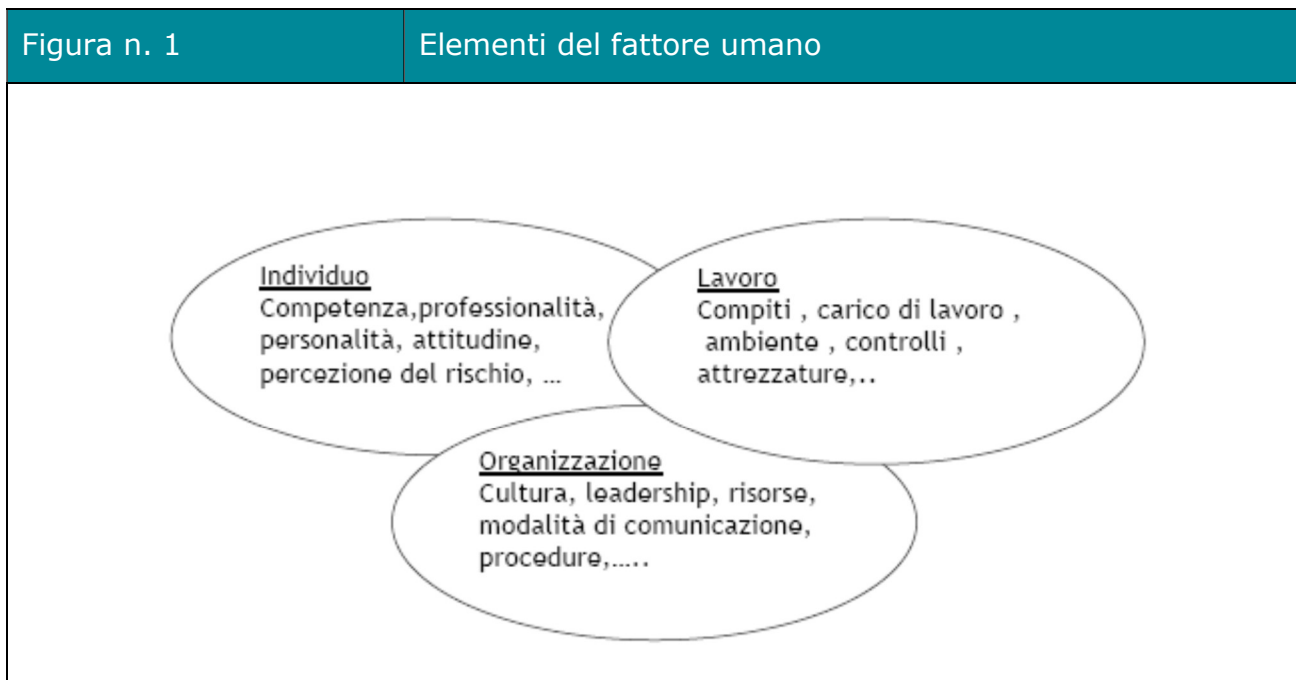 Figura n. 1
Elementi del fattore umano
Individuo
Competenza,professionalità,
personalità, attitudine,
percezione del rischio, ...
Lavoro
Compiti , carico di lavoro ,
ambiente , controlli ,
attrezzature,..
Organizzazione
Cultura, leadership, risorse,
modalità di comunicazione,
procedure,.....